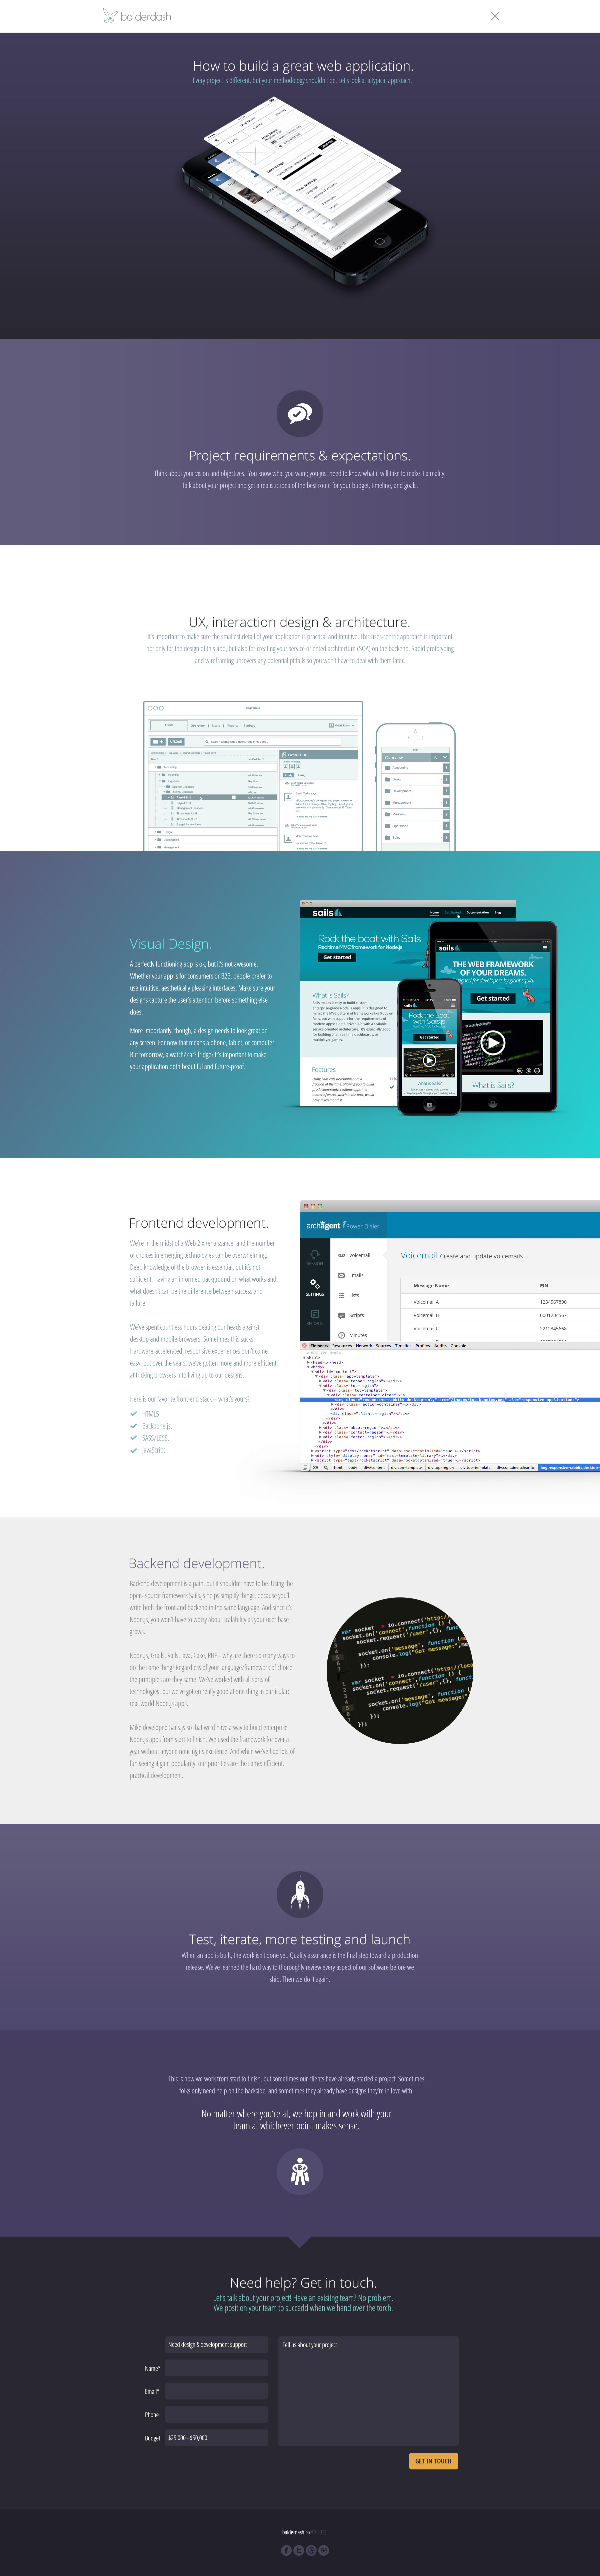 balderdash
How to build a great web application.
Every project is different, but your methodology shouldn't be. Let's look at a typical approach.
Project requirements & expectations.
Think about your vision and objectives. You know what you want; you just need to know what it will take to make it a reality.
Talk about your project and get a realistic idea of the best route for your budget, timeline, and goals.
UX, interaction design & architecture.
It's important to make sure the smallest detail of your application is practical and intuitive. This user-centric approach is important
not only for the design of this app, but also for creating your service oriented architecture (SOA) on the backend. Rapid prototyping
and wireframing uncovers any potential pitfalls so you won't have to deal with them later.
Overview
Accounting
Design
Development
Management
Marketing
Operations
Sales
Visual Design.
A perfectly functioning app is ok, but it's not awesome.
Whether your app is for consumers or B2B, people prefer to
use intuitive, aesthetically pleasing interfaces. Make sure your
designs capture the user's attention before something else
does.
More importantly, though, a design needs to look great on
any screen. For now that means a phone, tablet, or computer.
But tomorrow, a watch? car? fridge? It's important to make
your application both beautiful and future-proof.
sails
Home Get Started Documentation Blog
Rock the boat with Sails
Realtime MVC framework for Node.js
Get started
What is Sails?
Features
sails
THE WEB FRAMEWORK
OF YOUR DREAMS.
Get started
What is Sails?
sails
Rock the Boat
with Sails.js
Get started
What is Sails?
Frontend development.
We're in the midst of a Web 2.x renaissance, and the number
of choices in emerging technologies can be overwhelming.
Deep knowledge of the browser is essential, but it's not
sufficient. Having an informed background on what works and
what doesn't can be the difference between success and
failure.
We've spent countless hours beating our heads against
desktop and mobile browsers. Sometimes this sucks.
Hardware-accelerated, responsive experiences don't come
easy, but over the years, we've gotten more and more efficient
at tricking browsers into living up to our designs.
Here is our favorite front-end stack – what's yours?
HTML5
Backbone.js,
SASS/LESS,
JavaScript
archagent Power Dialer
SETTINGS
Voicemail
Emails
Lists
Scripts
Minutes
Voicemail Create and update voicemails
Message Name PIN
Voicemail A 1234567890
Voicemail B 0001234567
Voicemail C 2212345668
Elements Resources Network Sources Timeline Profiles Audits Console
Backend development.
Backend development is a pain, but it shouldn't have to be. Using the
open- source framework Sails.js helps simplify things, because you'll
write both the front and backend in the same language. And since it's
Node.js, you won't have to worry about scalability as your user base
grows.
Node.js, Grails, Rails, Java, Cake, PHP-- why are there so many ways to
do the same thing? Regardless of your language/framework of choice,
the principles are they same. We've worked with all sorts of
technologies, but we've gotten really good at one thing in particular:
real-world Node.js apps.
Mike developed Sails.js so that we'd have a way to build enterprise
Node.js apps from start to finish. We used the framework for over a
year without anyone noticing its existence. And while we've had lots of
fun seeing it gain popularity, our priorities are the same: efficient,
practical development.
Test, iterate, more testing and launch
When an app is built, the work isn't done yet. Quality assurance is the final step toward a production
release. We've learned the hard way to thoroughly review every aspect of our software before we
ship. Then we do it again.
This is how we work from start to finish, but sometimes our clients have already started a project. Sometimes
folks only need help on the backside, and sometimes they already have designs they're in love with.
No matter where you're at, we hop in and work with your
team at whichever point makes sense.
Need help? Get in touch.
Let's talk about your project! Have an exisitng team? No problem.
We position your team to succedd when we hand over the torch.
Need design & development support
Tell us about your project
Name*
Email*
Phone
Budget
$25,000 - $50,000
GET IN TOUCH
balderdash.co